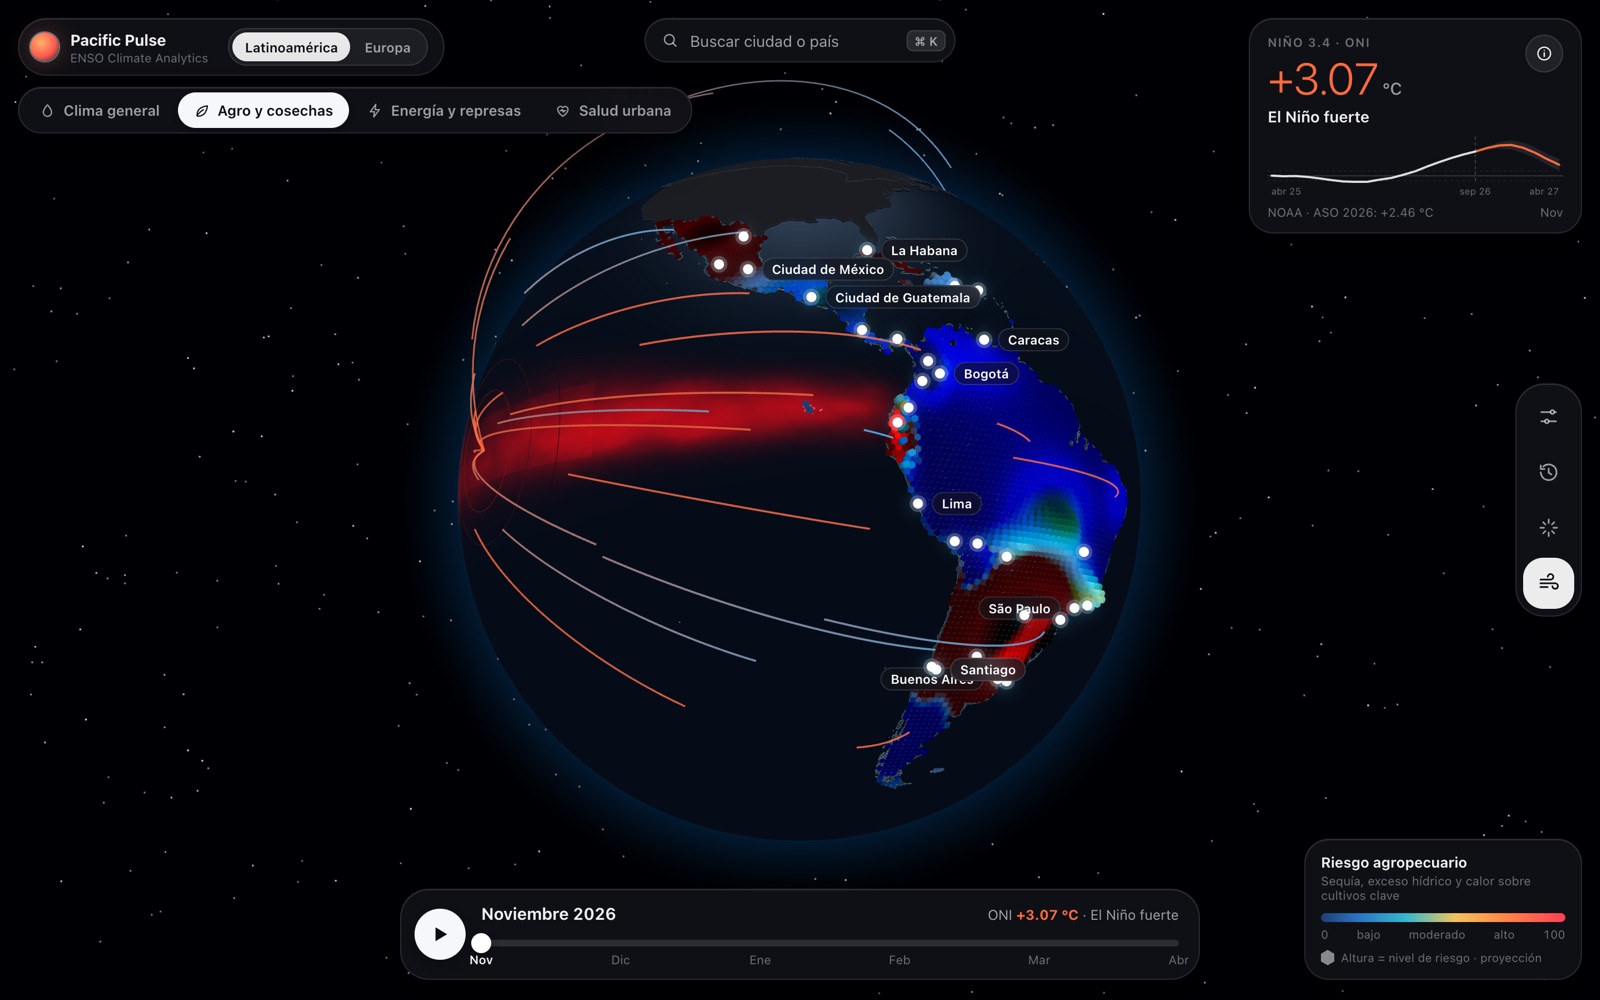 Pacific Pulse
ENSO Climate Analytics
Latinoamérica
Europa
Buscar ciudad o país
⌘ K
Clima general
Agro y cosechas
Energía y represas
Salud urbana
NIÑO 3.4 · ONI
+3.07 °C
El Niño fuerte
abr 25
sep 26
abr 27
NOAA · ASO 2026: +2.46 °C
Nov
La Habana
Ciudad de México
Ciudad de Guatemala
Caracas
Bogotá
Lima
São Paulo
Santiago
Buenos Aires
Noviembre 2026
ONI +3.07 °C · El Niño fuerte
Nov
Dic
Ene
Feb
Mar
Abr
Riesgo agropecuario
Sequía, exceso hídrico y calor sobre
cultivos clave
0
bajo
moderado
alto
100
Altura = nivel de riesgo · proyección